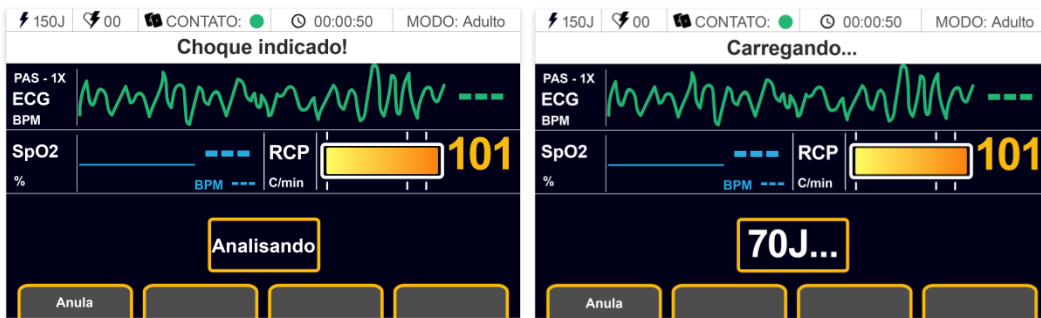 150J 00 CONTATO: 00:00:50 MODO: Adulto
Choque indicado!
PAS - 1X
ECG
BPM
---
SpO2
%
---
BPM ---
RCP
C/min
101
Analisando
Anula
150J 00 CONTATO: 00:00:50 MODO: Adulto
Carregando...
PAS - 1X
ECG
BPM
---
SpO2
%
---
BPM ---
RCP
C/min
101
70J...
Anula